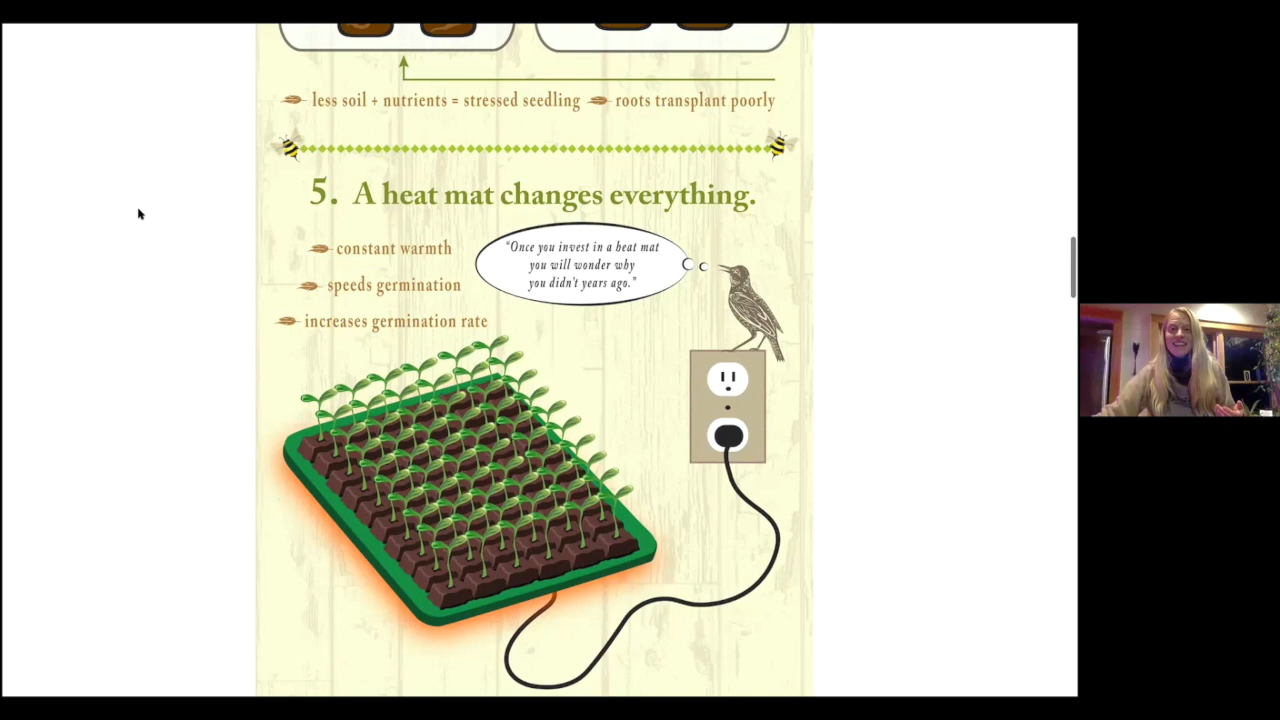 less soil + nutrients = stressed seedling roots transplant poorly
5. A heat mat changes everything.
constant warmth
speeds germination
increases germination rate
"Once you invest in a heat mat
you will wonder why
you didn't years ago."